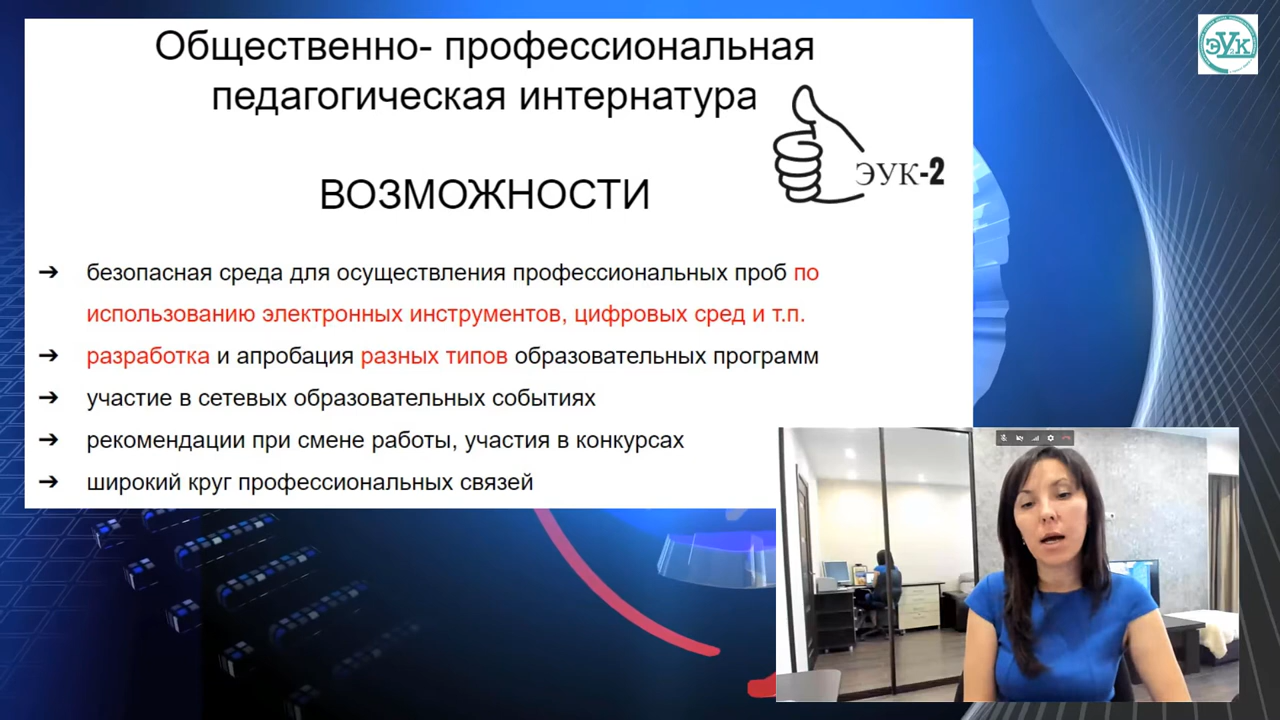 Общественно- профессиональная
педагогическая интернатура
ЭУК-2
ВОЗМОЖНОСТИ
➔ безопасная среда для осуществления профессиональных проб по
использованию электронных инструментов, цифровых сред и т.п.
➔ разработка и апробация разных типов образовательных программ
➔ участие в сетевых образовательных событиях
➔ рекомендации при смене работы, участия в конкурсах
➔ широкий круг профессиональных связей
ЭУК